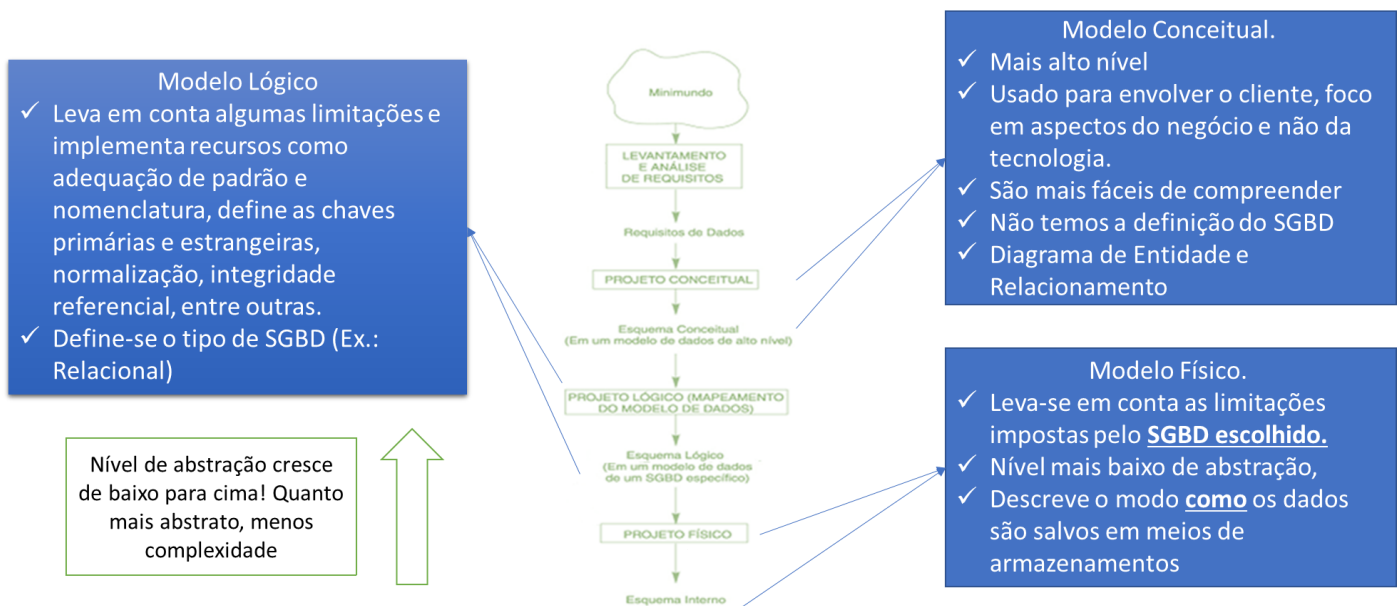 Modelo Lógico
✓ Leva em conta algumas limitações e
implementa recursos como
adequação de padrão e
nomenclatura, define as chaves
primárias e estrangeiras,
normalização, integridade
referencial, entre outras.
✓ Define-se o tipo de SGBD (Ex.:
Relacional)
Nível de abstração cresce
de baixo para cima! Quanto
mais abstrato, menos
complexidade
Minimundo
LEVANTAMENTO
E ANÁLISE
DE REQUISITOS
Requisitos de Dados
PROJETO CONCEITUAL
Esquema Conceitual
(Em um modelo de dados de alto nível)
PROJETO LÓGICO (MAPEAMENTO
DO MODELO DE DADOS)
Esquema Lógico
(Em um modelo de dados
de um SGBD específico)
PROJETO FÍSICO
Esquema Interno
Modelo Conceitual.
✓ Mais alto nível
✓ Usado para envolver o cliente, foco
em aspectos do negócio e não da
tecnologia.
✓ São mais fáceis de compreender
✓ Não temos a definição do SGBD
✓ Diagrama de Entidade e
Relacionamento
Modelo Físico.
✓ Leva-se em conta as limitações
impostas pelo SGBD escolhido.
✓ Nível mais baixo de abstração,
✓ Descreve o modo como os dados
são salvos em meios de
armazenamentos